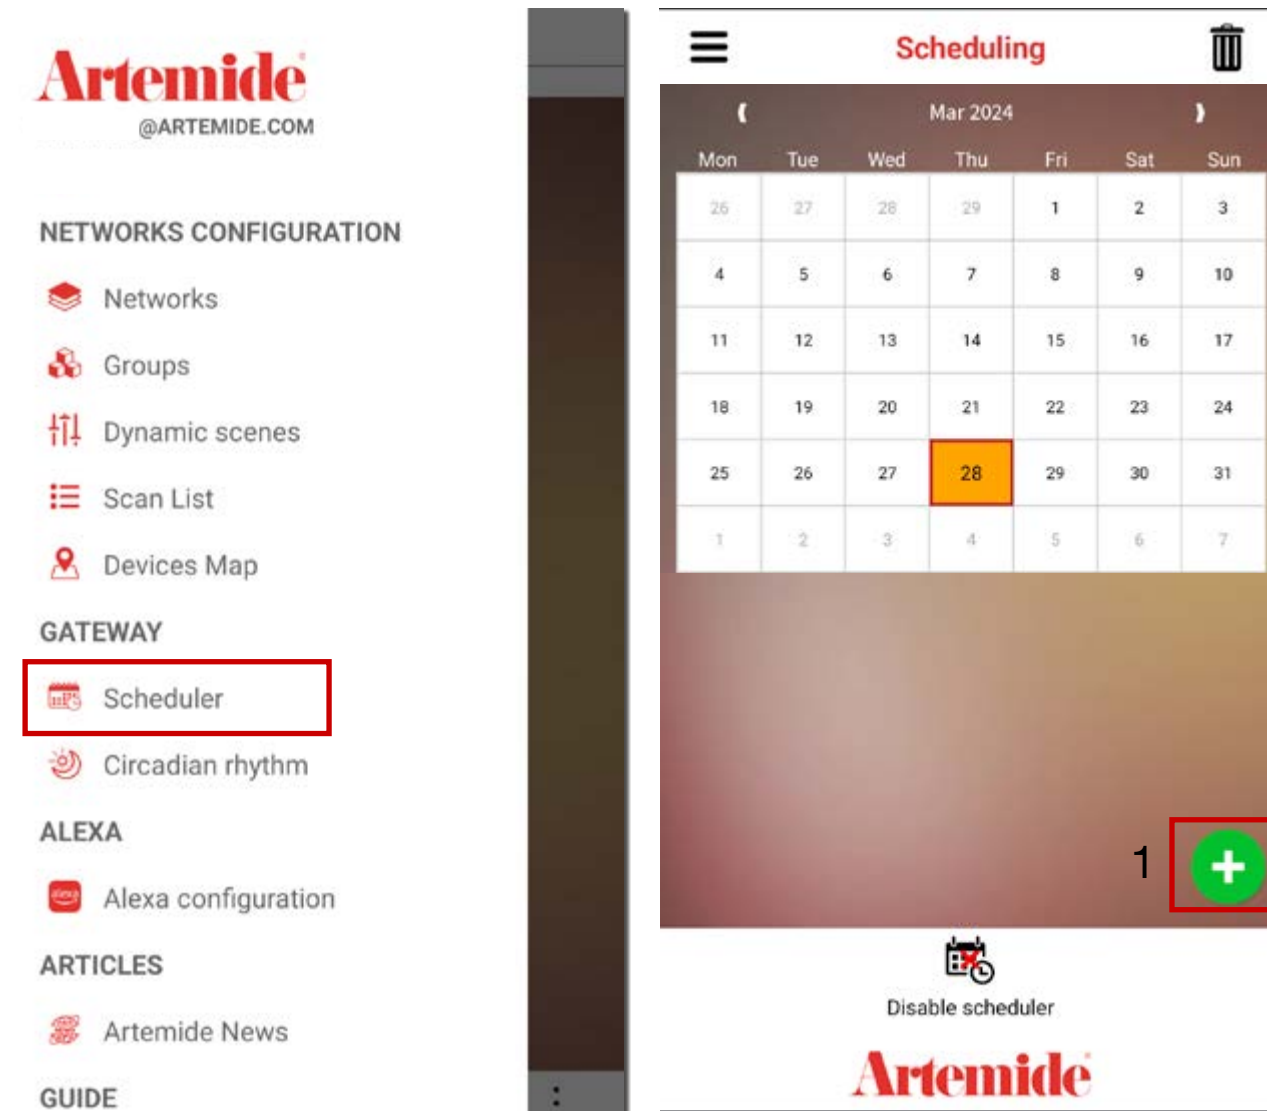 Artemide
@ARTEMIDE.COM
NETWORKS CONFIGURATION
Networks
Groups
Dynamic scenes
Scan List
Devices Map
GATEWAY
Scheduler
Circadian rhythm
ALEXA
Alexa configuration
ARTICLES
Artemide News
GUIDE
Scheduling
Mar 2024
Mon Tue Wed Thu Fri Sat Sun
26 27 28 29 1 2 3
4 5 6 7 8 9 10
11 12 13 14 15 16 17
18 19 20 21 22 23 24
25 26 27 28 29 30 31
1 2 3 4 5 6 7
1
Disable scheduler
Artemide